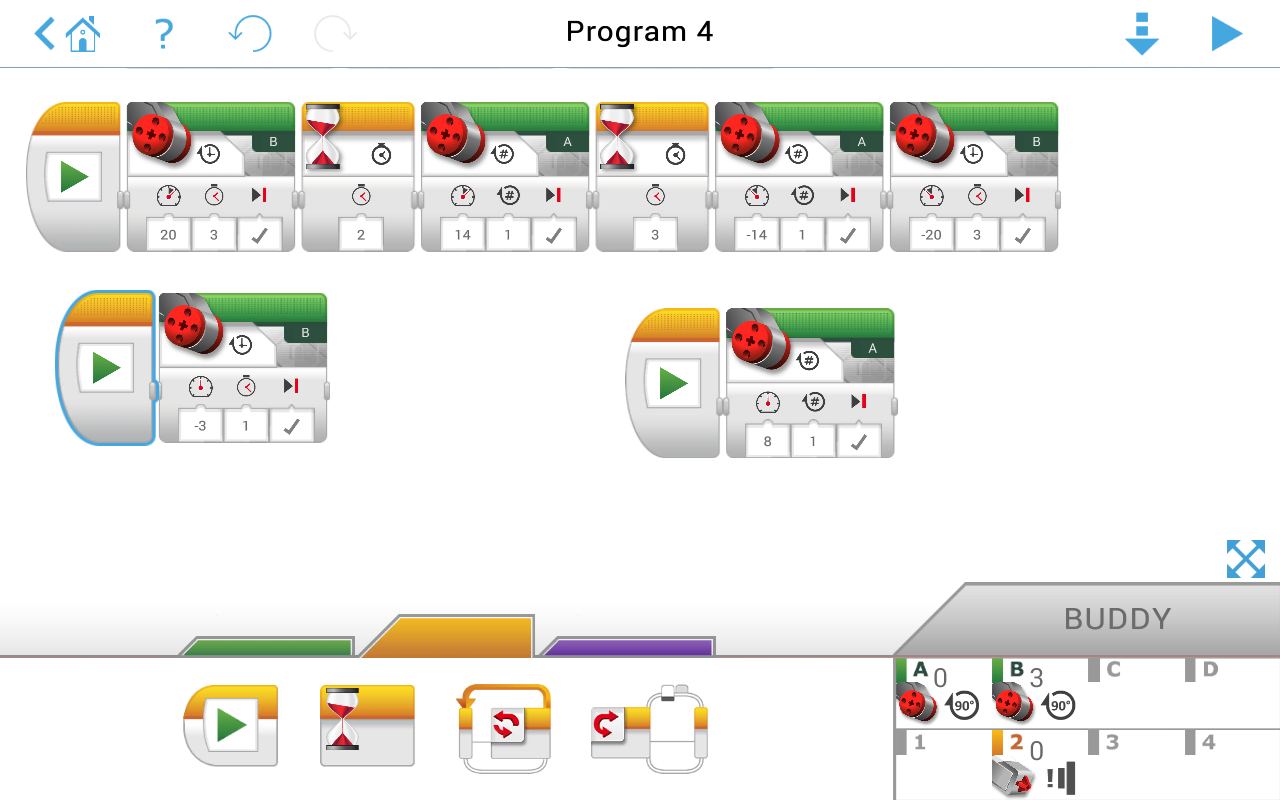 ? Program 4
B A A B
# # #
# #
20 3 2 14 1 3 -14 1 -20 3
B
A
#
#
-3 1
8 1
BUDDY
A 0 B 3 C D
90° 90°
1 2 0 3 4
!